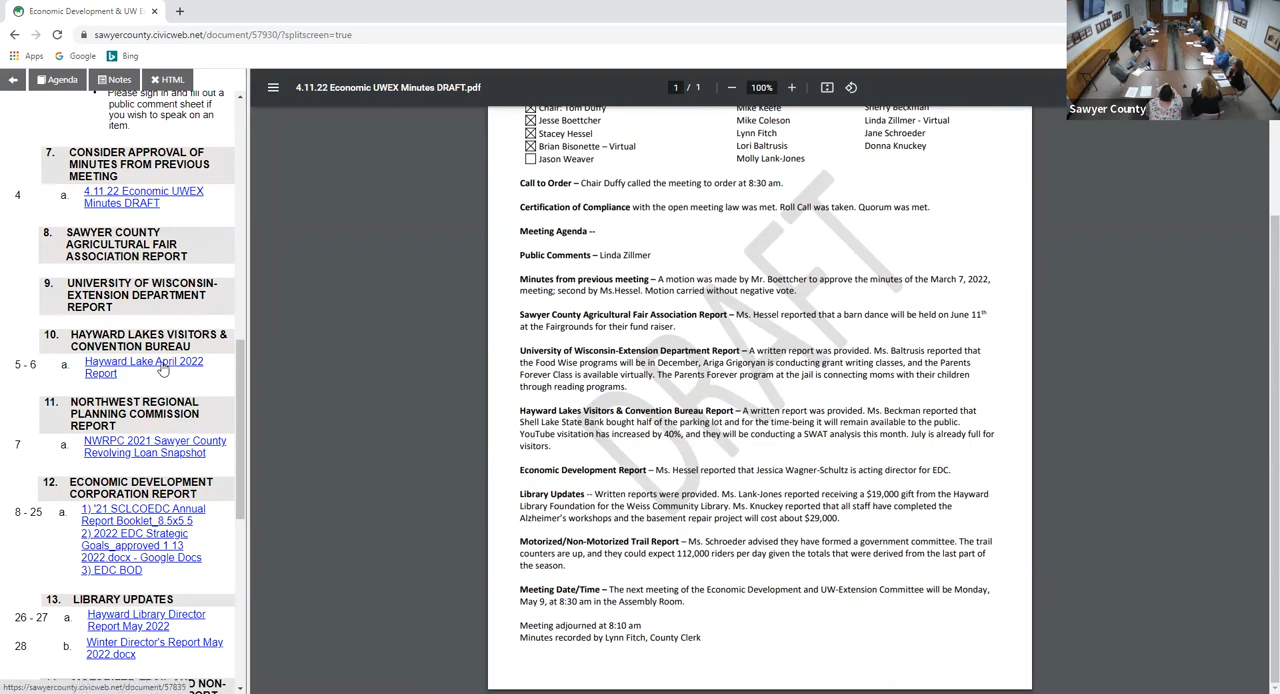 Economic Development & UW E
sawyercounty.civicweb.net/document/57930/?splitscreen=true
Apps Google Bing
Agenda Notes HTML
Please sign in and fill out a
public comment sheet if
you wish to speak on an
item.
7. CONSIDER APPROVAL OF
MINUTES FROM PREVIOUS
MEETING
4 a. 4.11.22 Economic UWEX
Minutes DRAFT
8. SAWYER COUNTY
AGRICULTURAL FAIR
ASSOCIATION REPORT
9. UNIVERSITY OF WISCONSIN-
EXTENSION DEPARTMENT
REPORT
10. HAYWARD LAKES VISITORS &
CONVENTION BUREAU
5 - 6 a. Hayward Lake April 2022
Report
11. NORTHWEST REGIONAL
PLANNING COMMISSION
REPORT
7 a. NWRPC 2021 Sawyer County
Revolving Loan Snapshot
12. ECONOMIC DEVELOPMENT
CORPORATION REPORT
8 - 25 a. 1) '21 SCLCOEDC Annual
Report Booklet_8.5x5.5
2) 2022 EDC Strategic
Goals_approved 1 13
2022.docx - Google Docs
3) EDC BOD
13. LIBRARY UPDATES
26 - 27 a. Hayward Library Director
Report May 2022
28 b. Winter Director's Report May
2022.docx
https://sawyercounty.civicweb.net/document/57835
4.11.22 Economic UWEX Minutes DRAFT.pdf
1 / 1
100%
Sawyer County
Chair: Tom Duffy Mike Keefe Sherry Beckman
Jesse Boettcher Mike Coleson Linda Zillmer - Virtual
Stacey Hessel Lynn Fitch Jane Schroeder
Brian Bisonette – Virtual Lori Baltrusis Donna Knuckey
Jason Weaver Molly Lank-Jones
Call to Order – Chair Duffy called the meeting to order at 8:30 am.
Certification of Compliance with the open meeting law was met. Roll Call was taken. Quorum was met.
Meeting Agenda --
Public Comments – Linda Zillmer
Minutes from previous meeting – A motion was made by Mr. Boettcher to approve the minutes of the March 7, 2022,
meeting; second by Ms.Hessel. Motion carried without negative vote.
Sawyer County Agricultural Fair Association Report – Ms. Hessel reported that a barn dance will be held on June 11th
at the Fairgrounds for their fund raiser.
University of Wisconsin-Extension Department Report – A written report was provided. Ms. Baltrusis reported that
the Food Wise programs will be in December, Ariga Grigoryan is conducting grant writing classes, and the Parents
Forever Class is available virtually. The Parents Forever program at the jail is connecting moms with their children
through reading programs.
Hayward Lakes Visitors & Convention Bureau Report – A written report was provided. Ms. Beckman reported that
Shell Lake State Bank bought half of the parking lot and for the time-being it will remain available to the public.
YouTube visitation has increased by 40%, and they will be conducting a SWAT analysis this month. July is already full for
visitors.
Economic Development Report – Ms. Hessel reported that Jessica Wagner-Schultz is acting director for EDC.
Library Updates -- Written reports were provided. Ms. Lank-Jones reported receiving a $19,000 gift from the Hayward
Library Foundation for the Weiss Community Library. Ms. Knuckey reported that all staff have completed the
Alzheimer's workshops and the basement repair project will cost about $29,000.
Motorized/Non-Motorized Trail Report – Ms. Schroeder advised they have formed a government committee. The trail
counters are up, and they could expect 112,000 riders per day given the totals that were derived from the last part of
the season.
Meeting Date/Time – The next meeting of the Economic Development and UW-Extension Committee will be Monday,
May 9, at 8:30 am in the Assembly Room.
Meeting adjourned at 8:10 am
Minutes recorded by Lynn Fitch, County Clerk
DRAFT